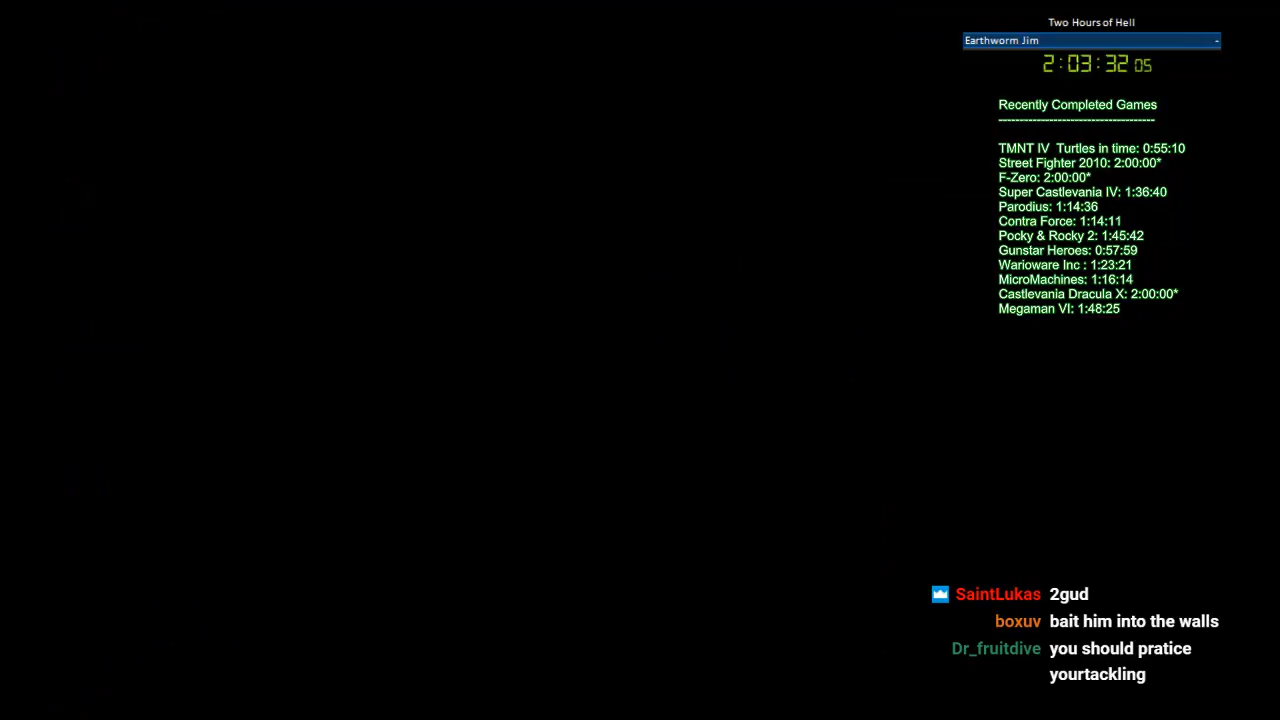 Two Hours of Hell
Earthworm Jim -
2:03:32 05
Recently Completed Games
---------------------------------------
TMNT IV  Turtles in time: 0:55:10
Street Fighter 2010: 2:00:00*
F-Zero: 2:00:00*
Super Castlevania IV: 1:36:40
Parodius: 1:14:36
Contra Force: 1:14:11
Pocky & Rocky 2: 1:45:42
Gunstar Heroes: 0:57:59
Warioware Inc : 1:23:21
MicroMachines: 1:16:14
Castlevania Dracula X: 2:00:00*
Megaman VI: 1:48:25
SaintLukas 2gud
boxuv bait him into the walls
Dr_fruitdive you should pratice
yourtackling